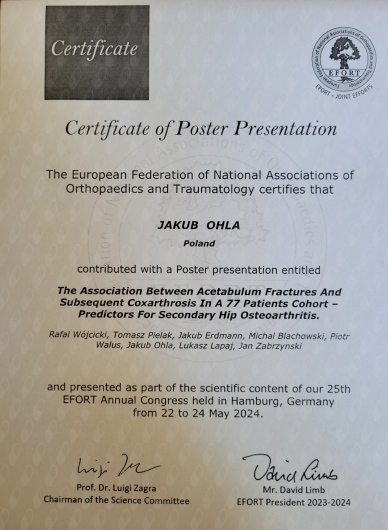 Certificate
EFORT
EFORT - JOINT EFFORTS
Certificate of Poster Presentation
The European Federation of National Associations of
Orthopaedics and Traumatology certifies that
JAKUB OHLA
Poland
contributed with a Poster presentation entitled
The Association Between Acetabulum Fractures And
Subsequent Coxarthrosis In A 77 Patients Cohort –
Predictors For Secondary Hip Osteoarthritis.
Rafal Wójcicki, Tomasz Pielak, Jakub Erdmann, Michal Blachowski, Piotr
Walus, Jakub Ohla, Lukasz Lapaj, Jan Zabrzynski
and presented as part of the scientific content of our 25th
EFORT Annual Congress held in Hamburg, Germany
from 22 to 24 May 2024.
David Limb
Prof. Dr. Luigi Zagra
Chairman of the Science Committee
Mr. David Limb
EFORT President 2023-2024